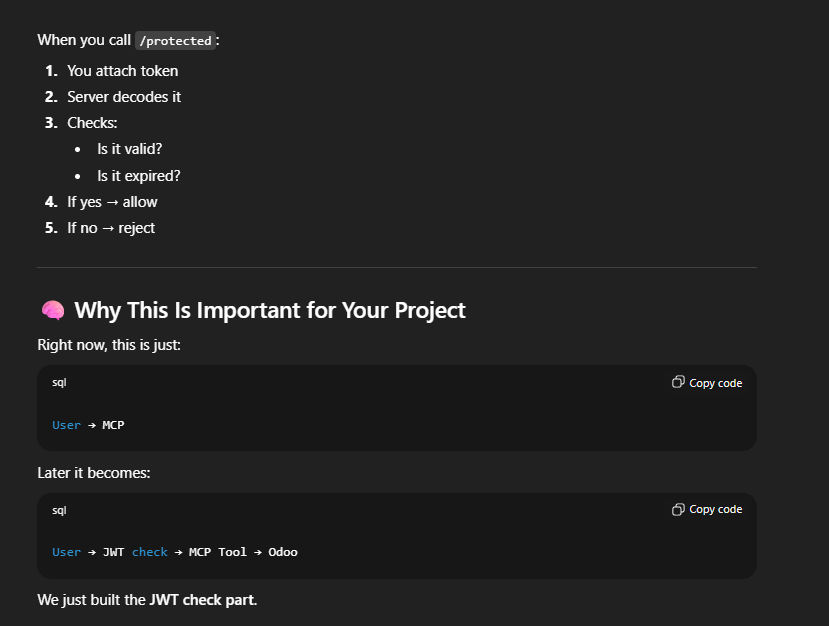 When you call /protected:
1. You attach token
2. Server decodes it
3. Checks:
• Is it valid?
• Is it expired?
4. If yes → allow
5. If no → reject
🧠 Why This Is Important for Your Project
Right now, this is just:
sql Copy code
User → MCP
Later it becomes:
sql Copy code
User → JWT check → MCP Tool → Odoo
We just built the JWT check part.